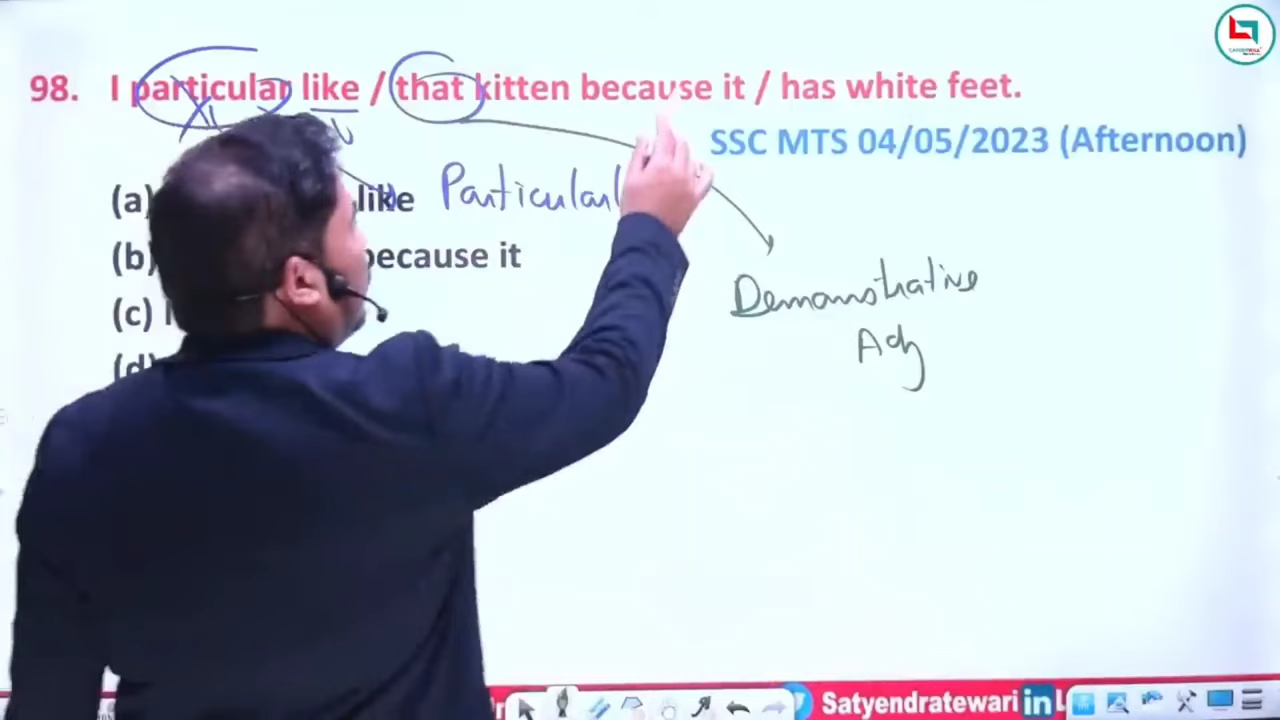 98. I particular like / that kitten because it / has white feet.
SSC MTS 04/05/2023 (Afternoon)
(a) like Particularl
(b) because it
(c)
(d)
Demonstrative
Adj
Satyendratewari in